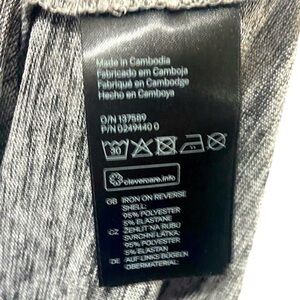 Made in Cambodia
Fabricado em Camboja
Fabriqué en Cambodge
Hecho en Camboya
O/N 137589
P/N 0249440 0
30
clevercare.info
GB IRON ON REVERSE
SHELL:
95% POLYESTER
5% ELASTANE
CZ ŽEHLIT NA RUBU
SVRCHNÍ LÁTKA:
95% POLYESTER
5% ELASTAN
DE AUF LINKS BÜGELN
OBERMATERIAL: